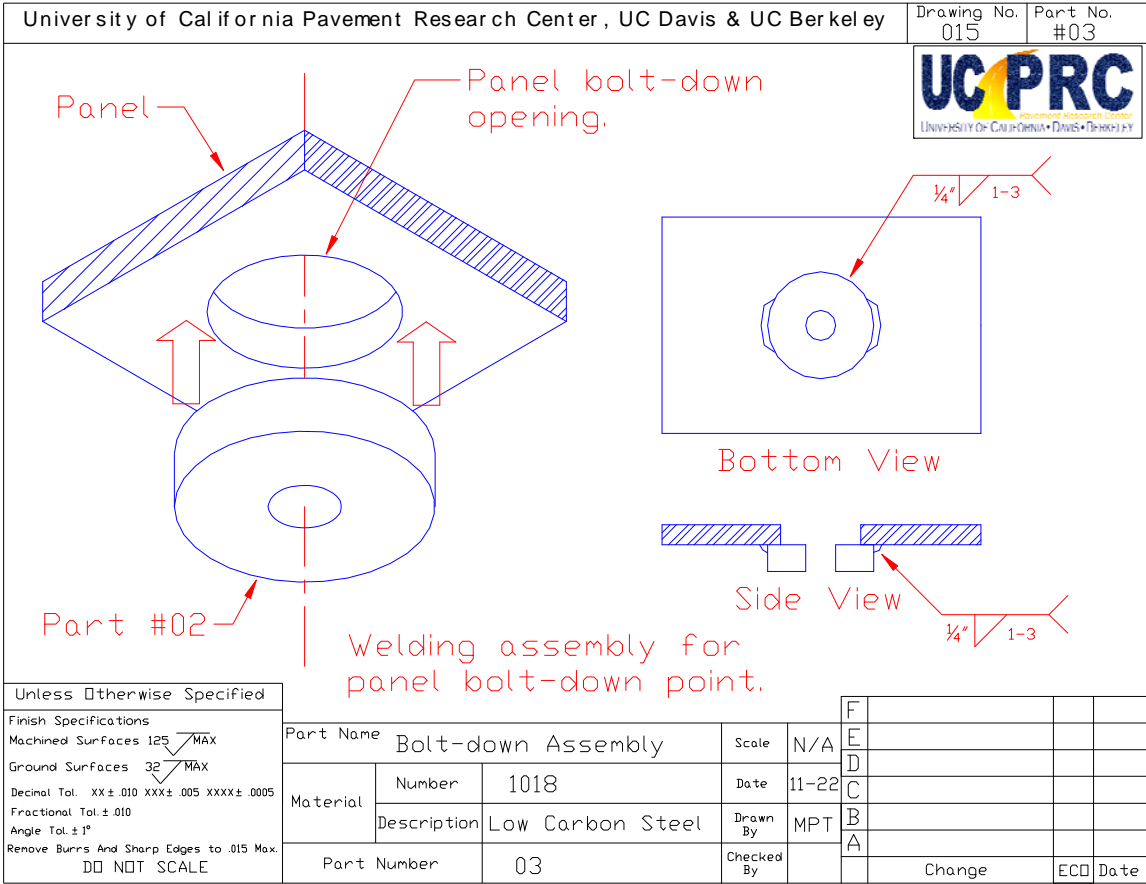 University of California Pavement Research Center, UC Davis & UC Berkeley
Drawing No.
015
Part No.
#03
UC PRC
Pavement Research Center
UNIVERSITY OF CALIFORNIA • DAVIS • BERKELEY
Panel
Panel bolt-down
opening.
1/4" 1-3
Bottom View
Side View
1/4" 1-3
Part #02
Welding assembly for
panel bolt-down point.
Unless Otherwise Specified
Finish Specifications
Machined Surfaces 125 MAX
Ground Surfaces 32 MAX
Decimal Tol. XX± .010 XXX± .005 XXXX± .0005
Fractional Tol.± .010
Angle Tol.± 1°
Remove Burrs And Sharp Edges to .015 Max.
DO NOT SCALE
Part Name Bolt-down Assembly
Material
Number 1018
Description Low Carbon Steel
Part Number 03
Scale N/A
Date 11-22
Drawn
By
MPT
Checked
By
F
E
D
C
B
A
Change ECO Date